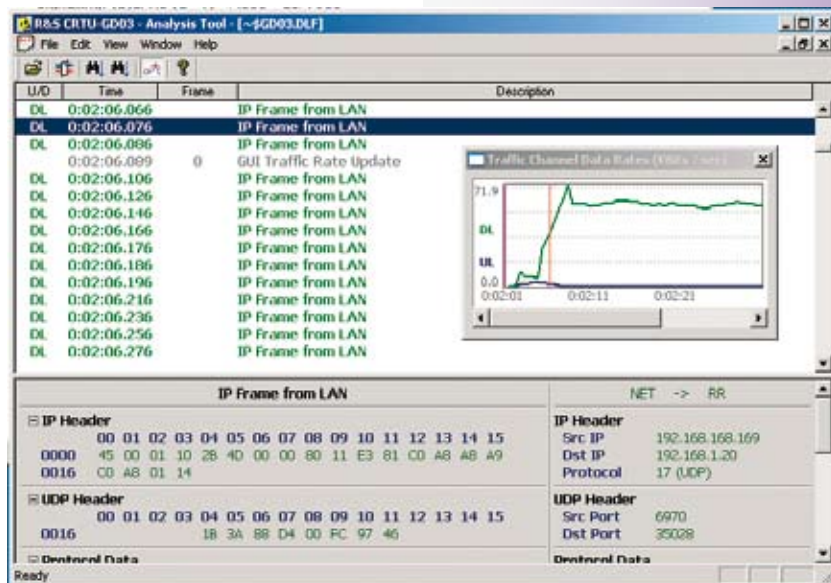 R&S CRTU-GD03 - Analysis Tool - [~$GD03.DLF]
File Edit View Window Help
U/D Time Frame Description
DL 0:02:06.066 IP Frame from LAN
DL 0:02:06.076 IP Frame from LAN
DL 0:02:06.086 IP Frame from LAN
0:02:06.089 0 GUI Traffic Rate Update
DL 0:02:06.106 IP Frame from LAN
DL 0:02:06.126 IP Frame from LAN
DL 0:02:06.146 IP Frame from LAN
DL 0:02:06.166 IP Frame from LAN
DL 0:02:06.176 IP Frame from LAN
DL 0:02:06.186 IP Frame from LAN
DL 0:02:06.196 IP Frame from LAN
DL 0:02:06.216 IP Frame from LAN
DL 0:02:06.236 IP Frame from LAN
DL 0:02:06.256 IP Frame from LAN
DL 0:02:06.276 IP Frame from LAN
Traffic Channel Data Rates
71.9
DL
UL
0.0
0:02:01 0:02:11 0:02:21
IP Frame from LAN NET -> RR
IP Header
00 01 02 03 04 05 06 07 08 09 10 11 12 13 14 15
0000 45 00 01 10 2B 4D 00 00 80 11 E3 81 C0 A8 A8 A9
0016 C0 A8 01 14
IP Header
Src IP 192.168.168.169
Dst IP 192.168.1.20
Protocol 17 (UDP)
UDP Header
00 01 02 03 04 05 06 07 08 09 10 11 12 13 14 15
0016 1B 3A 88 D4 00 FC 97 46
UDP Header
Src Port 6970
Dst Port 35028
Protocol Data
Protocol Data
Ready